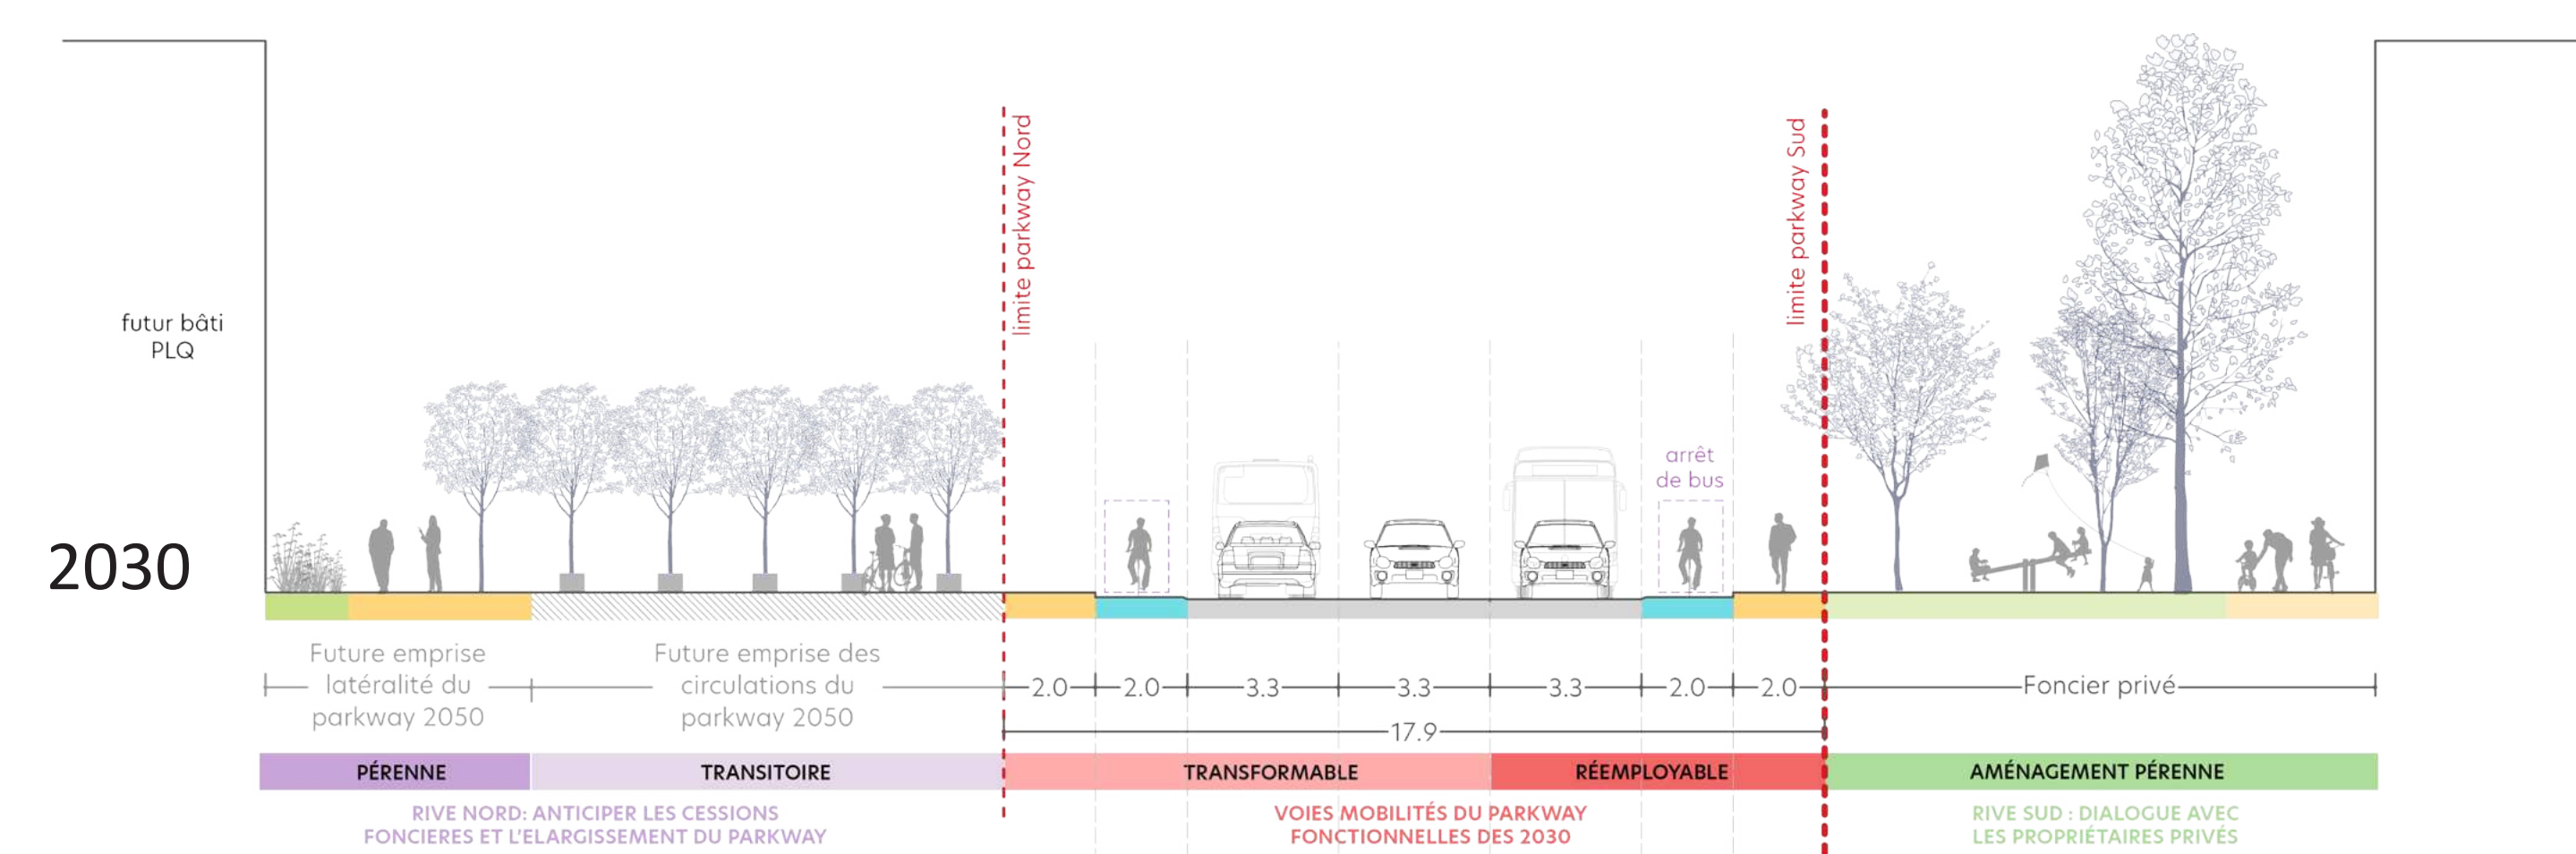 limite parkway Nord
limite parkway Sud
futur bâti
PLQ
arrêt
de bus
2030
Future emprise
latéralité du
parkway 2050
Future emprise des
circulations du
parkway 2050
2.0
2.0
3.3
3.3
3.3
2.0
2.0
Foncier privé
17.9
PÉRENNE
TRANSITOIRE
TRANSFORMABLE
RÉEMPLOYABLE
AMÉNAGEMENT PÉRENNE
RIVE NORD: ANTICIPER LES CESSIONS
FONCIERES ET L'ELARGISSEMENT DU PARKWAY
VOIES MOBILITÉS DU PARKWAY
FONCTIONNELLES DES 2030
RIVE SUD : DIALOGUE AVEC
LES PROPRIÉTAIRES PRIVÉS